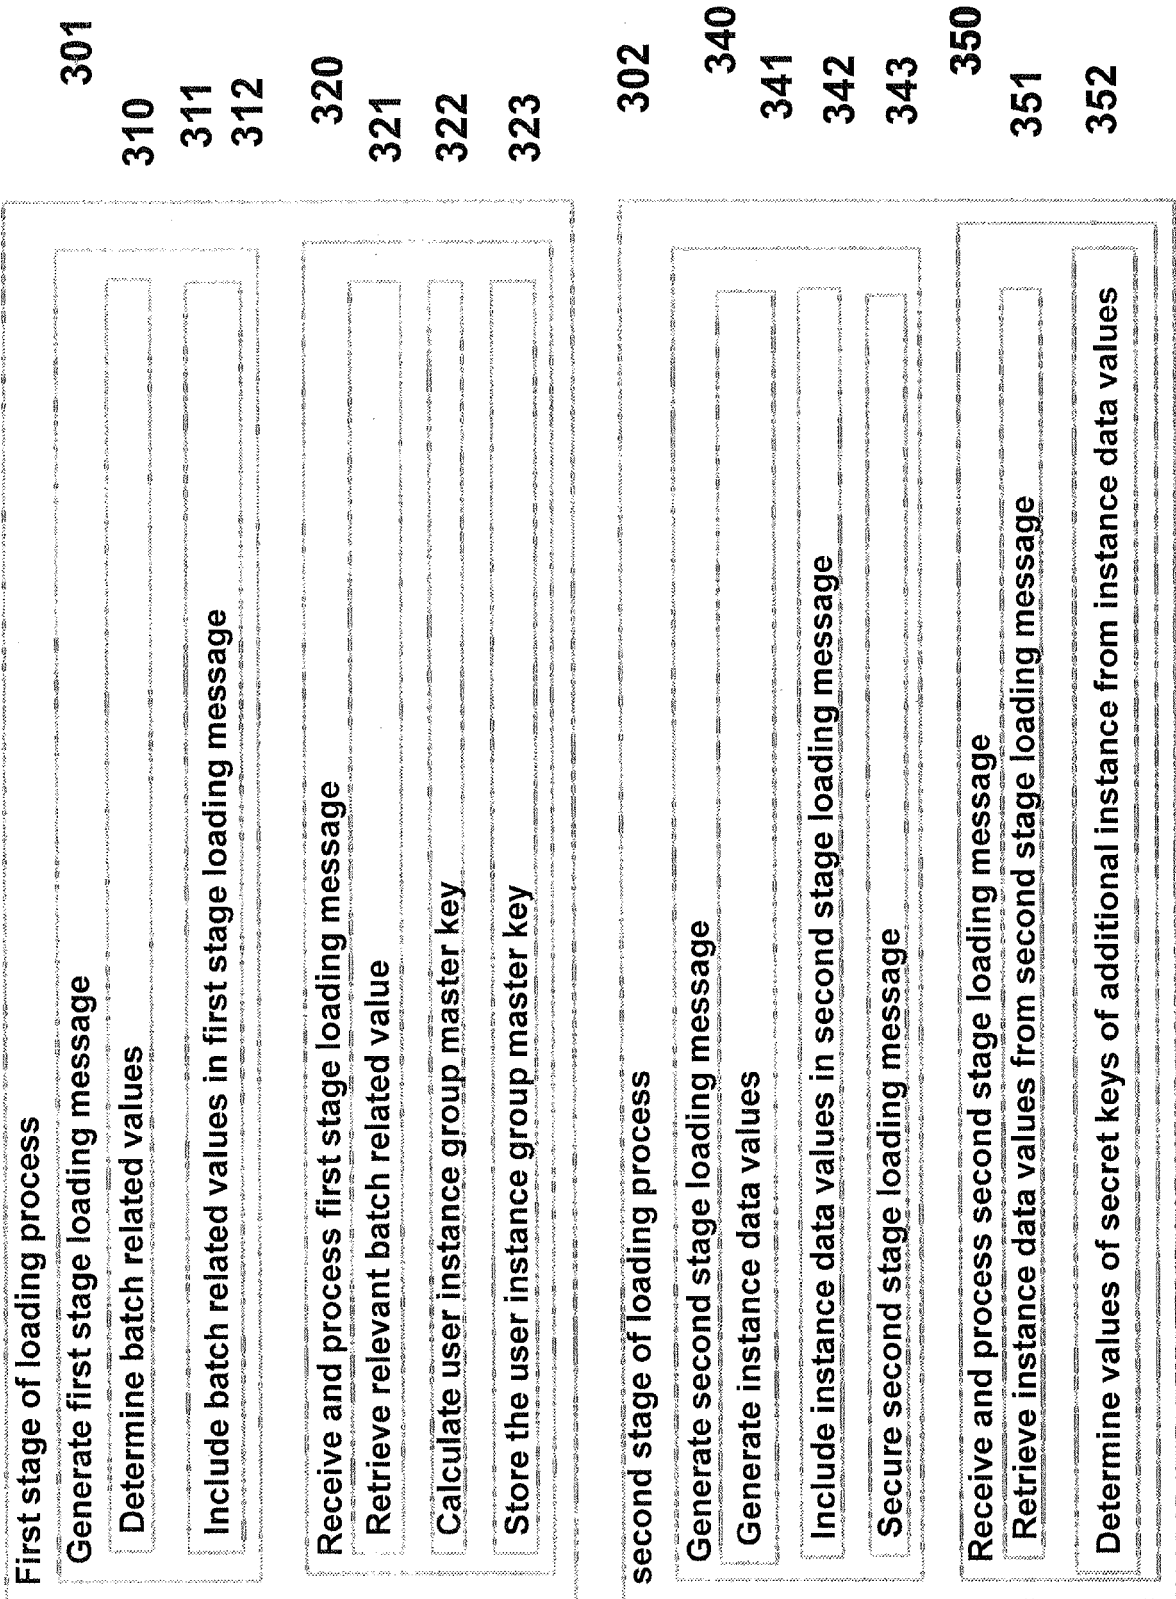 First stage of loading process
301
Generate first stage loading message
310
Determine batch related values
311
Include batch related values in first stage loading message
312
Receive and process first stage loading message
320
Retrieve relevant batch related value
321
Calculate user instance group master key
322
Store the user instance group master key
323
second stage of loading process
302
Generate second stage loading message
340
Generate instance data values
341
Include instance data values in second stage loading message
342
Secure second stage loading message
343
Receive and process second stage loading message
350
Retrieve instance data values from second stage loading message
351
Determine values of secret keys of additional instance from instance data values
352